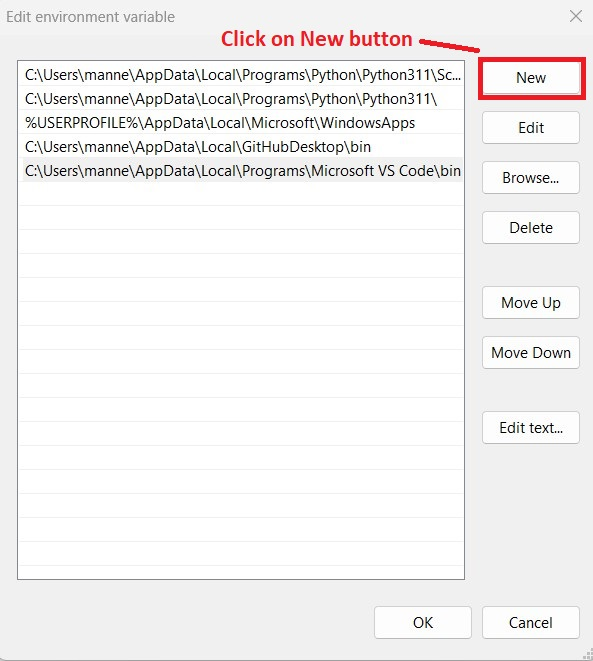 Edit environment variable
Click on New button
C:\Users\manne\AppData\Local\Programs\Python\Python311\Sc...
New
C:\Users\manne\AppData\Local\Programs\Python\Python311\
%USERPROFILE%\AppData\Local\Microsoft\WindowsApps
Edit
C:\Users\manne\AppData\Local\GitHubDesktop\bin
C:\Users\manne\AppData\Local\Programs\Microsoft VS Code\bin
Browse...
Delete
Move Up
Move Down
Edit text...
OK
Cancel